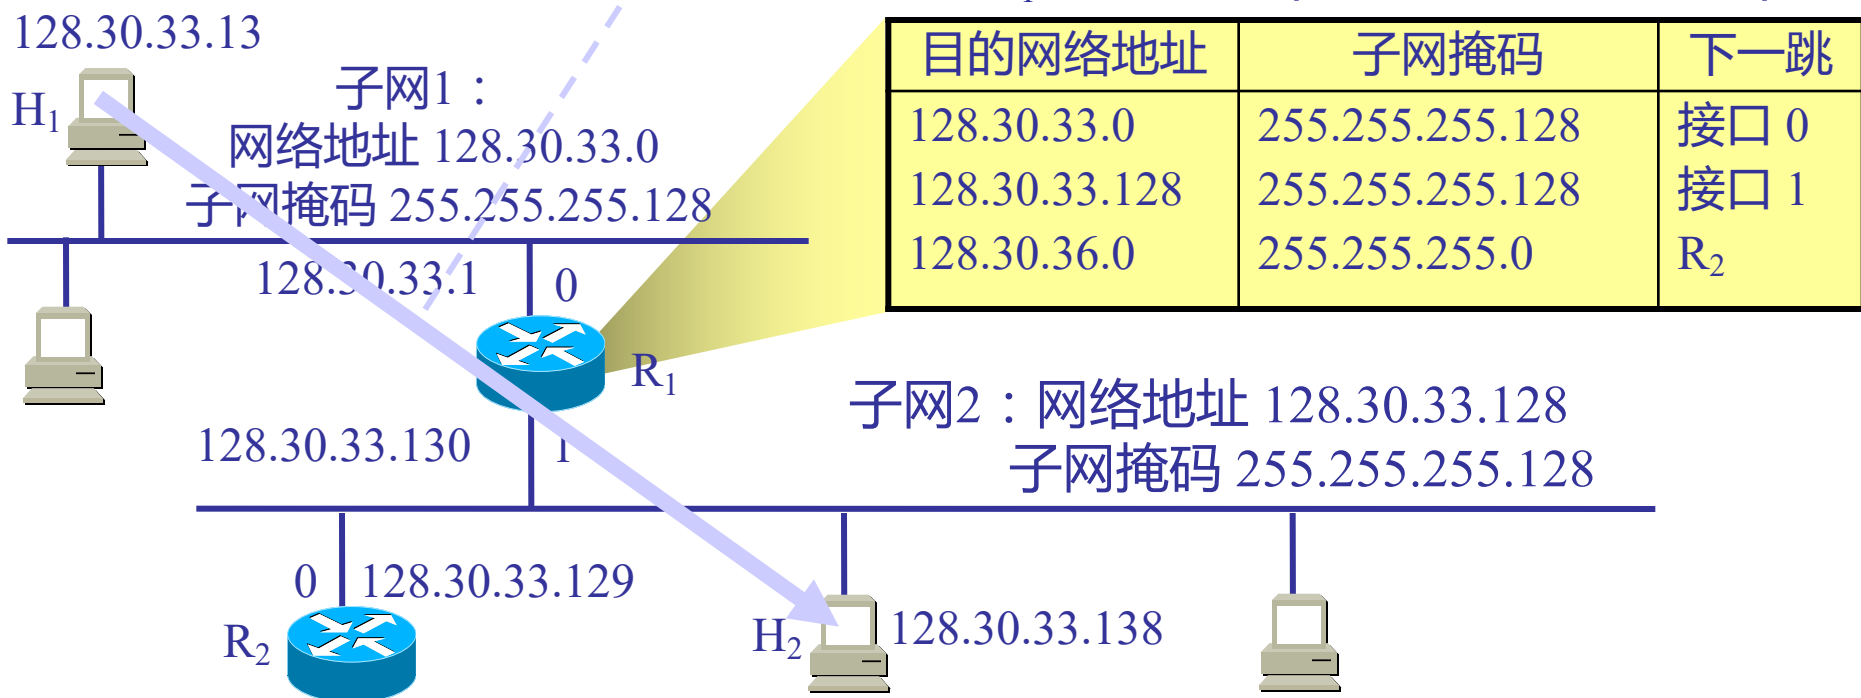 128.30.33.13
H1
子网1：
网络地址 128.30.33.0
子网掩码 255.255.255.128
目的网络地址 子网掩码 下一跳
128.30.33.0 255.255.255.128 接口 0
128.30.33.128 255.255.255.128 接口 1
128.30.36.0 255.255.255.0 R2
128.30.33.1 0
R1
子网2：网络地址 128.30.33.128
子网掩码 255.255.255.128
128.30.33.130 1
0 128.30.33.129
R2
H2 128.30.33.138